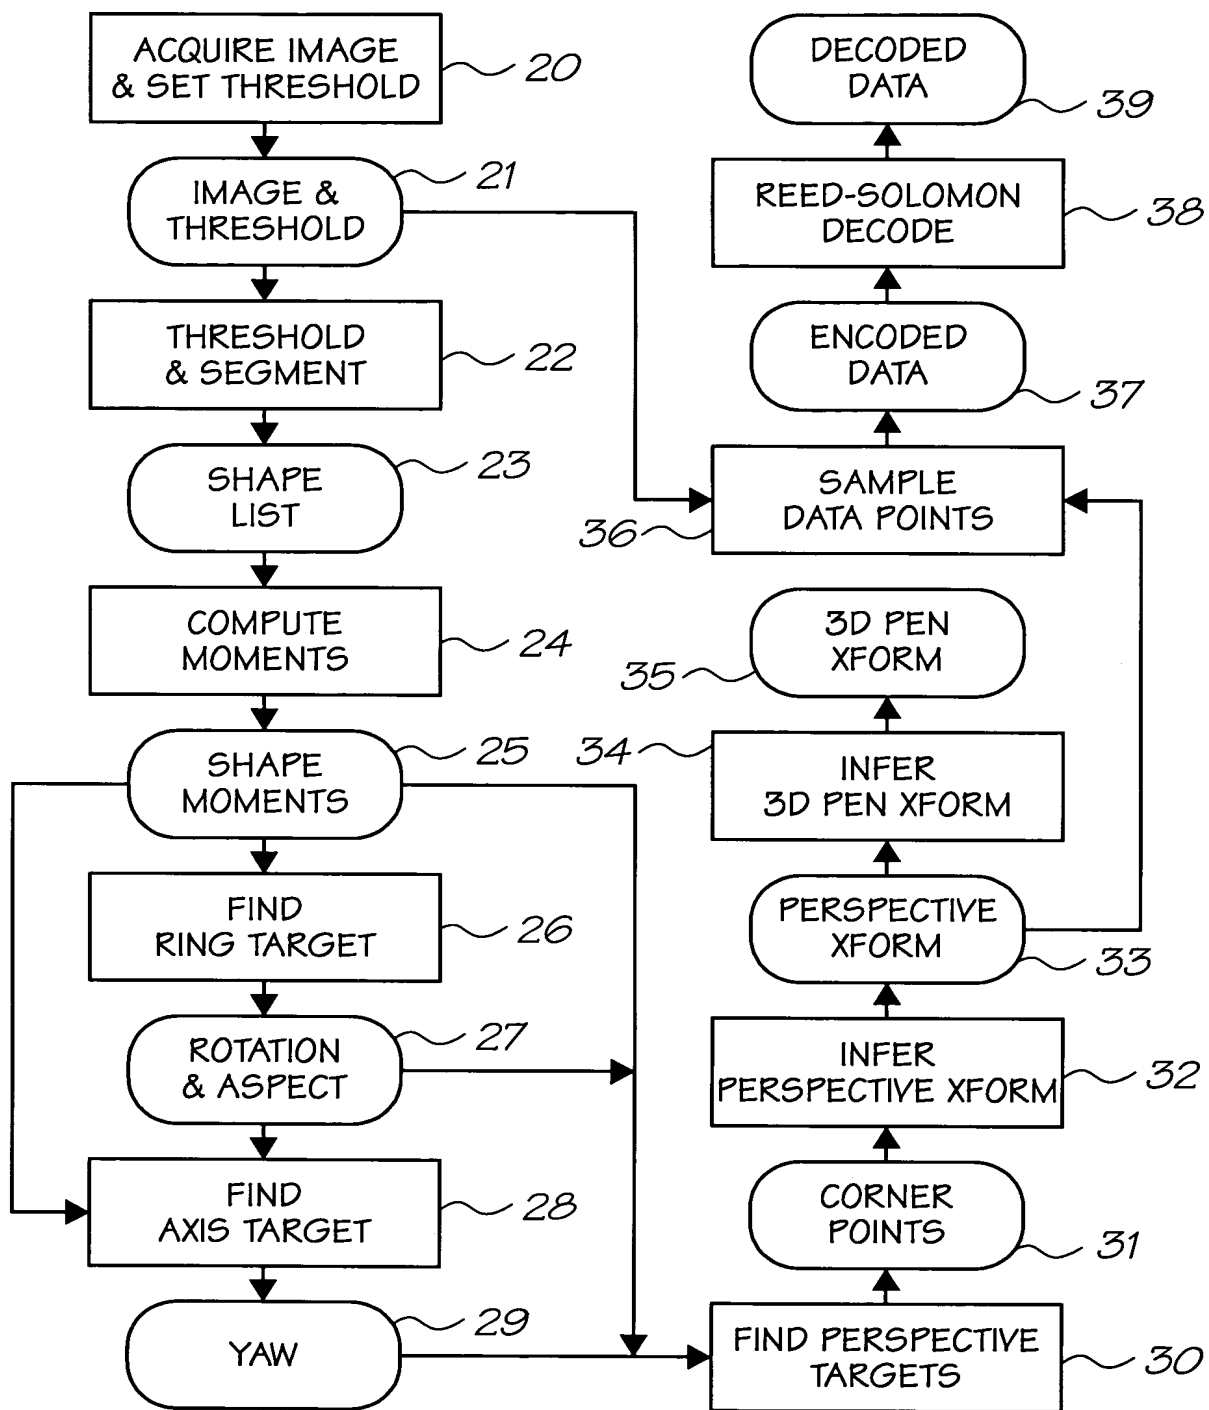 ACQUIRE IMAGE
& SET THRESHOLD
20
IMAGE &
THRESHOLD
21
THRESHOLD
& SEGMENT
22
SHAPE
LIST
23
COMPUTE
MOMENTS
24
SHAPE
MOMENTS
25
FIND
RING TARGET
26
ROTATION
& ASPECT
27
FIND
AXIS TARGET
28
YAW
29
DECODED
DATA
39
REED-SOLOMON
DECODE
38
ENCODED
DATA
37
SAMPLE
DATA POINTS
36
3D PEN
XFORM
35
34
INFER
3D PEN XFORM
PERSPECTIVE
XFORM
33
INFER
PERSPECTIVE XFORM
32
CORNER
POINTS
31
FIND PERSPECTIVE
TARGETS
30